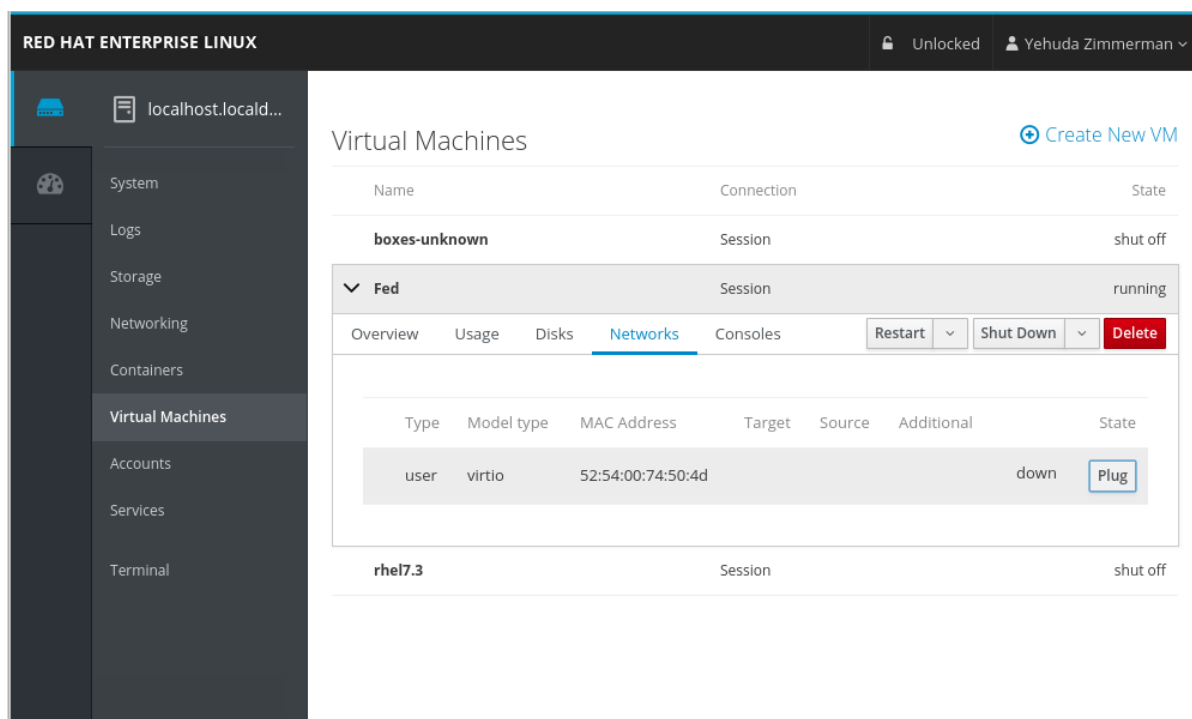 RED HAT ENTERPRISE LINUX
Unlocked
Yehuda Zimmerman
localhost.locald...
System
Logs
Storage
Networking
Containers
Virtual Machines
Accounts
Services
Terminal
Virtual Machines
Create New VM
Name Connection State
boxes-unknown Session shut off
Fed Session running
Overview Usage Disks Networks Consoles Restart Shut Down Delete
Type Model type MAC Address Target Source Additional State
user virtio 52:54:00:74:50:4d down Plug
rhel7.3 Session shut off